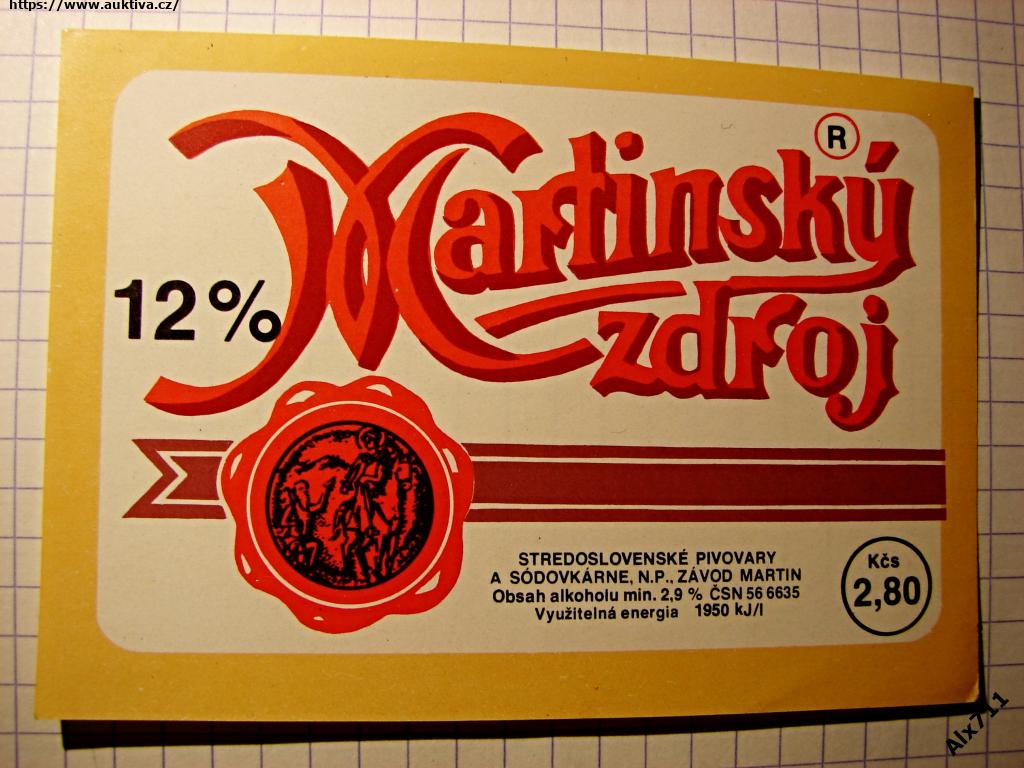 https://www.auktiva.cz/
R
Martinský
zdroj
12%
STREDOSLOVENSKÉ PIVOVARY
A SÓDOVKÁRNE, N.P., ZÁVOD MARTIN
Obsah alkoholu min. 2,9 % ČSN 56 6635
Využitelná energia 1950 kJ/l
Kčs
2,80
Alx711